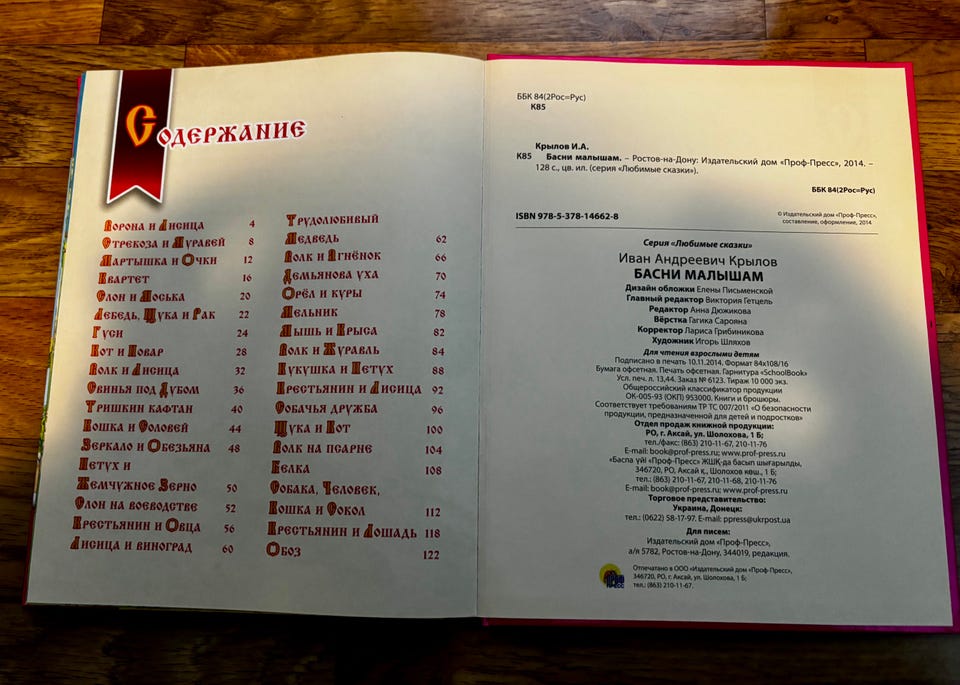 Содержание
Ворона и Лисица 4
Стрекоза и Муравей 8
Мартышка и Очки 12
Квартет 16
Слон и Моська 20
Лебедь, Щука и Рак 22
Гуси 24
Кот и Повар 28
Волк и Лисица 32
Свинья под Дубом 36
Тришкин кафтан 40
Кошка и Соловей 44
Зеркало и Обезьяна 48
Петух и
Жемчужное Зерно 50
Слон на воеводстве 52
Крестьянин и Овца 56
Лисица и виноград 60
Трудолюбивый
Медведь 62
Волк и Ягнёнок 66
Демьянова уха 70
Орёл и куры 74
Мельник 78
Мышь и Крыса 82
Волк и Журавль 84
Кукушка и Петух 88
Крестьянин и Лисица 92
Собачья дружба 96
Щука и Кот 100
Волк на псарне 104
Белка 108
Собака, Человек,
Кошка и Сокол 112
Крестьянин и Лошадь 118
Обоз 122
ББК 84(2Рос=Рус)
К85
Крылов И.А.
К85 Басни малышам. – Ростов-на-Дону: Издательский дом «Проф-Пресс», 2014. –
128 с., цв. ил. (серия «Любимые сказки»).
ББК 84(2Рос=Рус)
ISBN 978-5-378-14662-8
© Издательский дом «Проф-Пресс»,
составление, оформление, 2014
Серия «Любимые сказки»
Иван Андреевич Крылов
БАСНИ МАЛЫШАМ
Дизайн обложки Елены Письменской
Главный редактор Виктория Гетцель
Редактор Анна Дюжикова
Вёрстка Гагика Сарояна
Корректор Лариса Грибиникова
Художник Игорь Шляхов
Для чтения взрослыми детям
Подписано в печать 10.11.2014. Формат 84х108/16
Бумага офсетная. Печать офсетная. Гарнитура «SchoolBook»
Усл. печ. л. 13,44. Заказ № 6123. Тираж 10 000 экз.
Общероссийский классификатор продукции
ОК-005-93 (ОКП) 953000. Книги и брошюры.
Соответствует требованиям ТР ТС 007/2011 «О безопасности
продукции, предназначенной для детей и подростков»
Отдел продаж книжной продукции:
РО, г. Аксай, ул. Шолохова, 1 Б;
тел./факс: (863) 210-11-67, 210-11-76
E-mail: book@prof-press.ru; www.prof-press.ru
«Баспа үйі «Проф-Пресс» ЖШҚ-да басып шығарылды,
346720, РО, Аксай қ., Шолохов көш., 1 Б;
тел.: (863) 210-11-67, 210-11-68, 210-11-76
E-mail: book@prof-press.ru; www.prof-press.ru
Торговое представительство:
Украина, Донецк:
тел.: (0622) 58-17-97. E-mail: ppress@ukrpost.ua
Для писем:
Издательский дом «Проф-Пресс»,
а/я 5782, Ростов-на-Дону, 344019, редакция.
Отпечатано в ООО «Издательский дом «Проф-Пресс»,
346720, РО, г. Аксай, ул. Шолохова, 1 Б;
тел.: (863) 210-11-67.